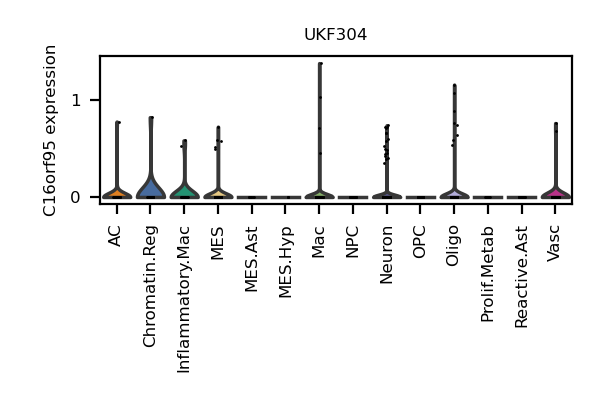 UKF304
C16orf95 expression
1
0
AC
Chromatin.Reg
Inflammatory.Mac
MES
MES.Ast
MES.Hyp
Mac
NPC
Neuron
OPC
Oligo
Prolif.Metab
Reactive.Ast
Vasc